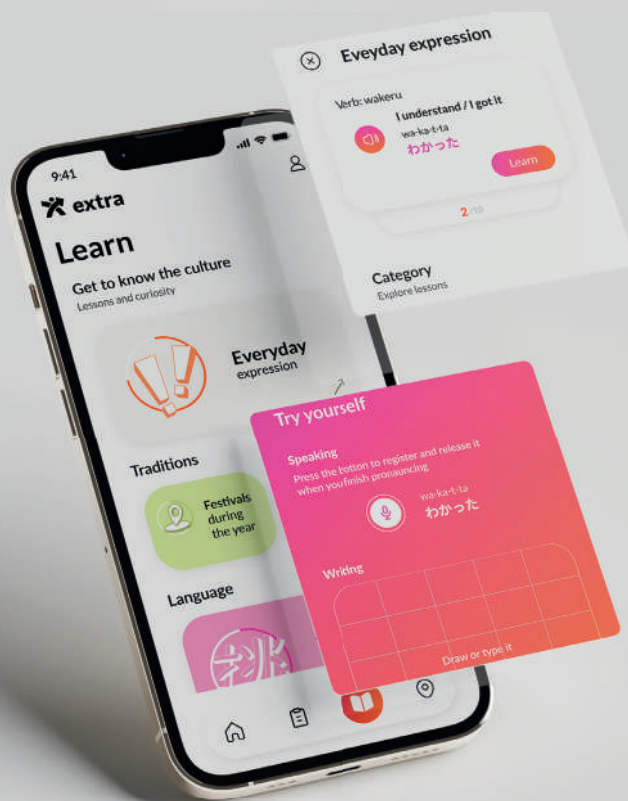 9:41
extra
Learn
Get to know the culture
Lessons and curiosity
Everyday
expression
Traditions
Festivals
during
the year
Language
Eveyday expression
Verb: wakeru
I understand / I got it
wa-ka-t-ta
わかった
Learn
2 /10
Category
Explore lessons
Try yourself
Speaking
Press the botton to register and release it
when you finish pronauncing
wa-ka-t-ta
わかった
Writing
Draw or type it